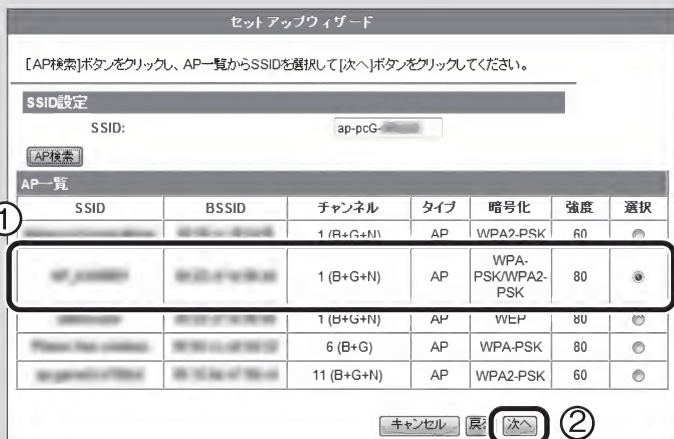 セットアップウィザード
[AP検索]ボタンをクリックし、AP一覧からSSIDを選択して[次へ]ボタンをクリックしてください。
SSID設定
SSID: ap-pcG-
AP検索
AP一覧
SSID BSSID チャンネル タイプ 暗号化 強度 選択
①
1 (B+G+N) AP WPA2-PSK 60
1 (B+G+N) AP WPA-PSK/WPA2-PSK 80
1 (B+G+N) AP WEP 80
6 (B+G) AP WPA-PSK 80
11 (B+G+N) AP WPA2-PSK 60
キャンセル 戻る 次へ ②